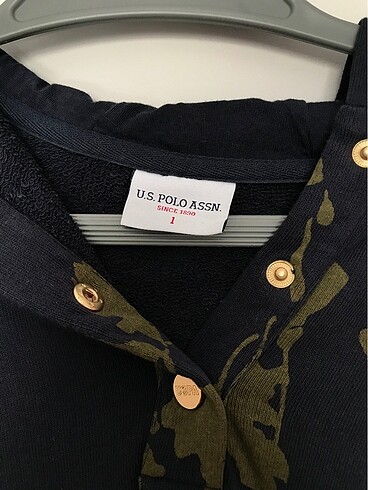 U.S. POLO ASSN.
SINCE 1890
1